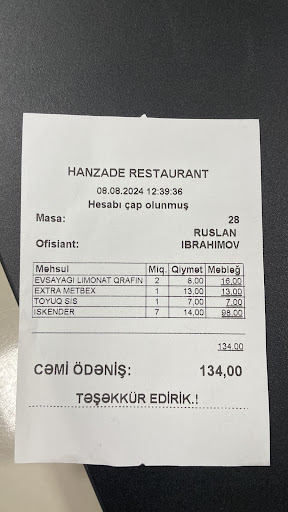 HANZADE RESTAURANT
08.08.2024 12:39:36
Hesabı çap olunmuş
Masa: 28
Ofisiant: RUSLAN IBRAHIMOV
Məhsul Miq. Qiymət Məbləğ
EVSAYAGI LIMONAT QRAFIN 2 8,00 16,00
EXTRA METBEX 1 13,00 13,00
TOYUQ SIS 1 7,00 7,00
ISKENDER 7 14,00 98,00
134.00
CƏMİ ÖDƏNİŞ: 134,00
TƏŞƏKKÜR EDİRİK.!